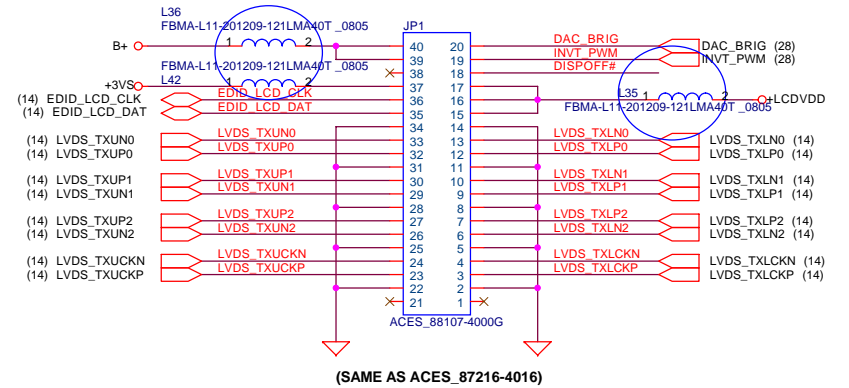 L36
FBMA-L11-201209-121LMA40T _0805
JP1
B+ 1 2 40 20 DAC_BRIG DAC_BRIG (28)
FBMA-L11-201209-121LMA40T _0805 39 19 INVT_PWM INVT_PWM (28)
1 2 38 18 DISPOFF#
+3VS L42 37 17
(14) EDID_LCD_CLK EDID_LCD_CLK 36 16 L35 1 2 +LCDVDD
(14) EDID_LCD_DAT EDID_LCD_DAT 35 15 FBMA-L11-201209-121LMA40T _0805
34 14
(14) LVDS_TXUN0 LVDS_TXUN0 33 13 LVDS_TXLN0 LVDS_TXLN0 (14)
(14) LVDS_TXUP0 LVDS_TXUP0 32 12 LVDS_TXLP0 LVDS_TXLP0 (14)
31 11
(14) LVDS_TXUP1 LVDS_TXUP1 30 10 LVDS_TXLN1 LVDS_TXLN1 (14)
(14) LVDS_TXUN1 LVDS_TXUN1 29 9 LVDS_TXLP1 LVDS_TXLP1 (14)
28 8
(14) LVDS_TXUP2 LVDS_TXUP2 27 7 LVDS_TXLP2 LVDS_TXLP2 (14)
(14) LVDS_TXUN2 LVDS_TXUN2 26 6 LVDS_TXLN2 LVDS_TXLN2 (14)
25 5
(14) LVDS_TXUCKN LVDS_TXUCKN 24 4 LVDS_TXLCKN LVDS_TXLCKN (14)
(14) LVDS_TXUCKP LVDS_TXUCKP 23 3 LVDS_TXLCKP LVDS_TXLCKP (14)
22 2
21 1
ACES_88107-4000G
(SAME AS ACES_87216-4016)